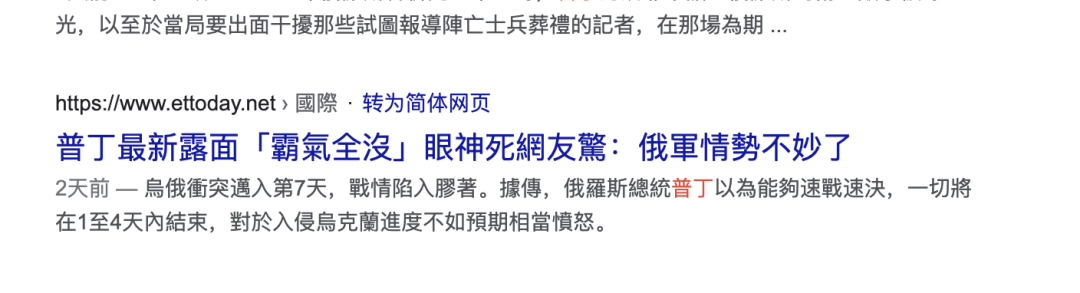 光，以至於當局要出面干擾那些試圖報導陣亡士兵葬禮的記者，在那場為期 ...
https://www.ettoday.net › 國際 · 转为简体网页
普丁最新露面「霸氣全沒」眼神死網友驚：俄軍情勢不妙了
2天前 — 烏俄衝突邁入第7天，戰情陷入膠著。據傳，俄羅斯總統普丁以為能夠速戰速決，一切將
在1至4天內結束，對於入侵烏克蘭進度不如預期相當憤怒。